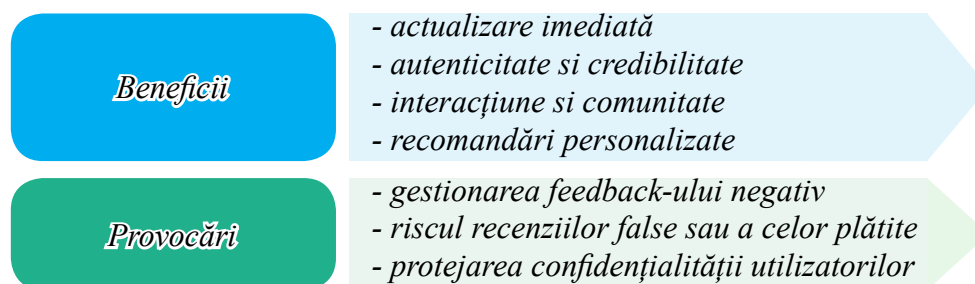 Beneficii
- actualizare imediată
- autenticitate si credibilitate
- interacțiune si comunitate
- recomandări personalizate
Provocări
- gestionarea feedback-ului negativ
- riscul recenziilor false sau a celor plătite
- protejarea confidențialității utilizatorilor